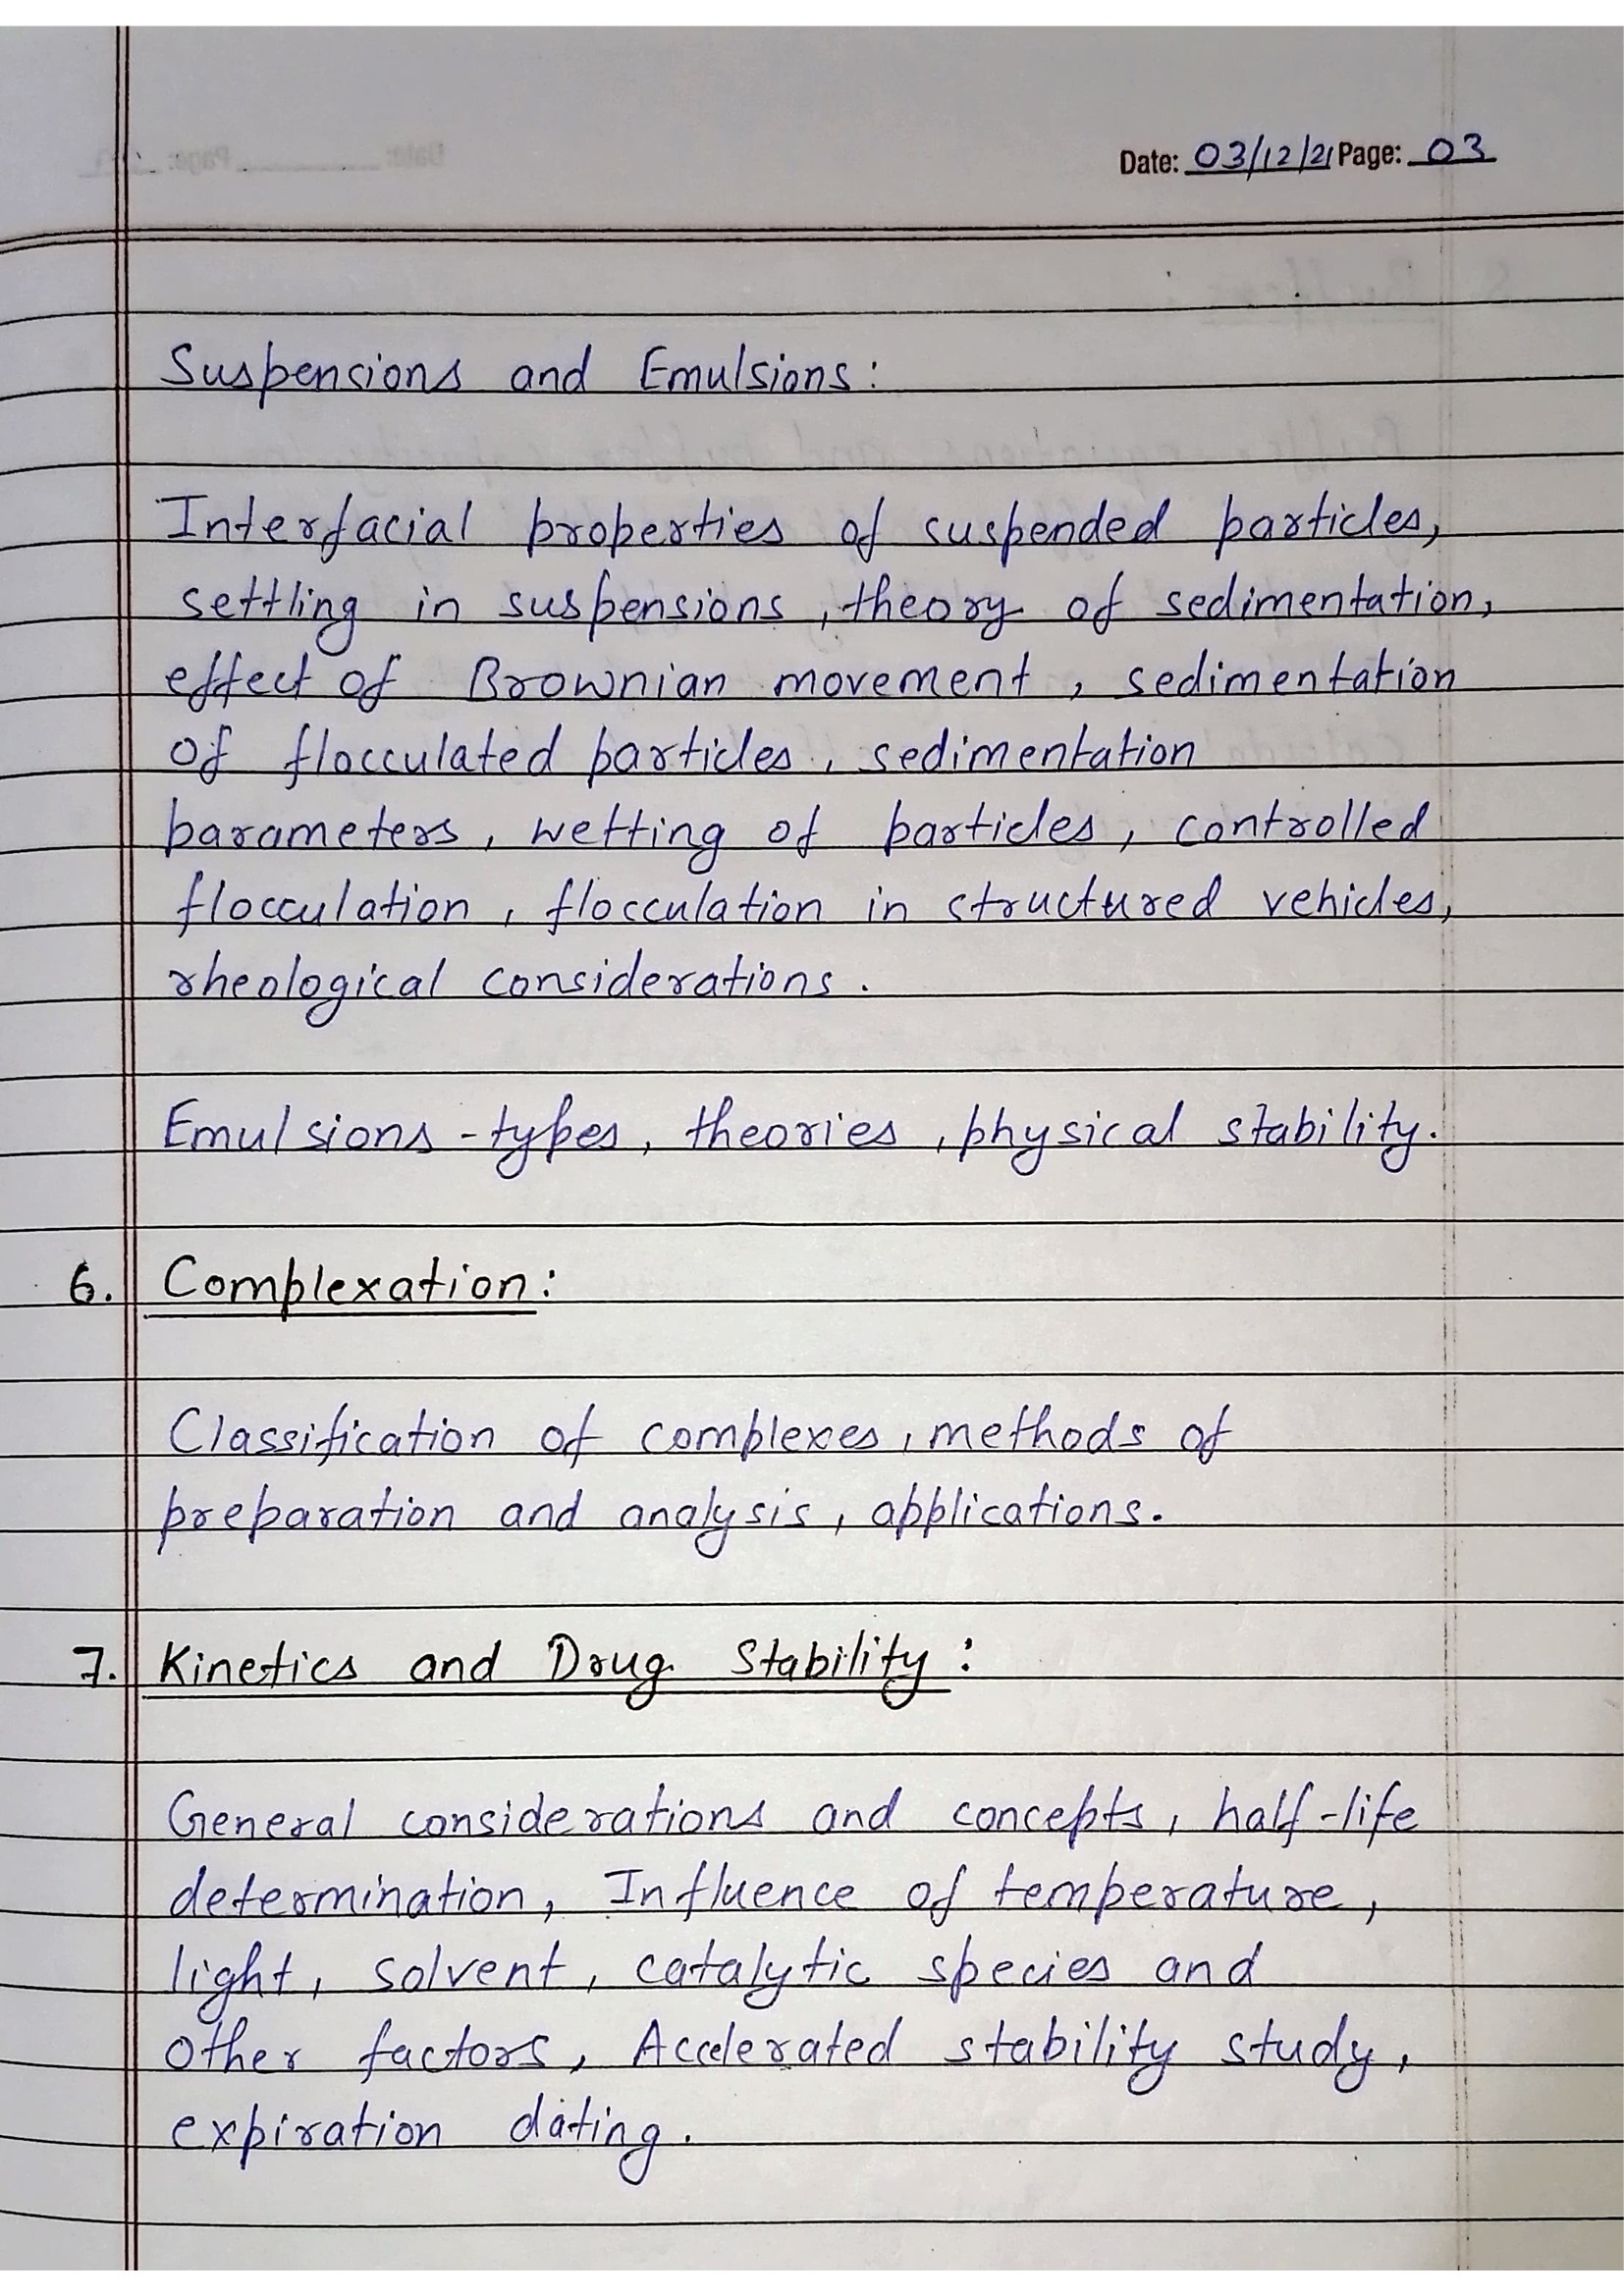 Date: 03/12/21 Page: 03
Suspensions and Emulsions:
Interfacial properties of suspended particles,
settling in suspensions, theory of sedimentation,
effect of Brownian movement, sedimentation
of flocculated particles, sedimentation
parameters, wetting of particles, controlled
flocculation, flocculation in structured vehicles,
rheological considerations.
Emulsions - types, theories, physical stability.
6. Complexation:
Classification of complexes, methods of
preparation and analysis, applications.
7. Kinetics and Drug Stability:
General considerations and concepts, half-life
determination, Influence of temperature,
light, solvent, catalytic species and
other factors, Accelerated stability study,
expiration dating.